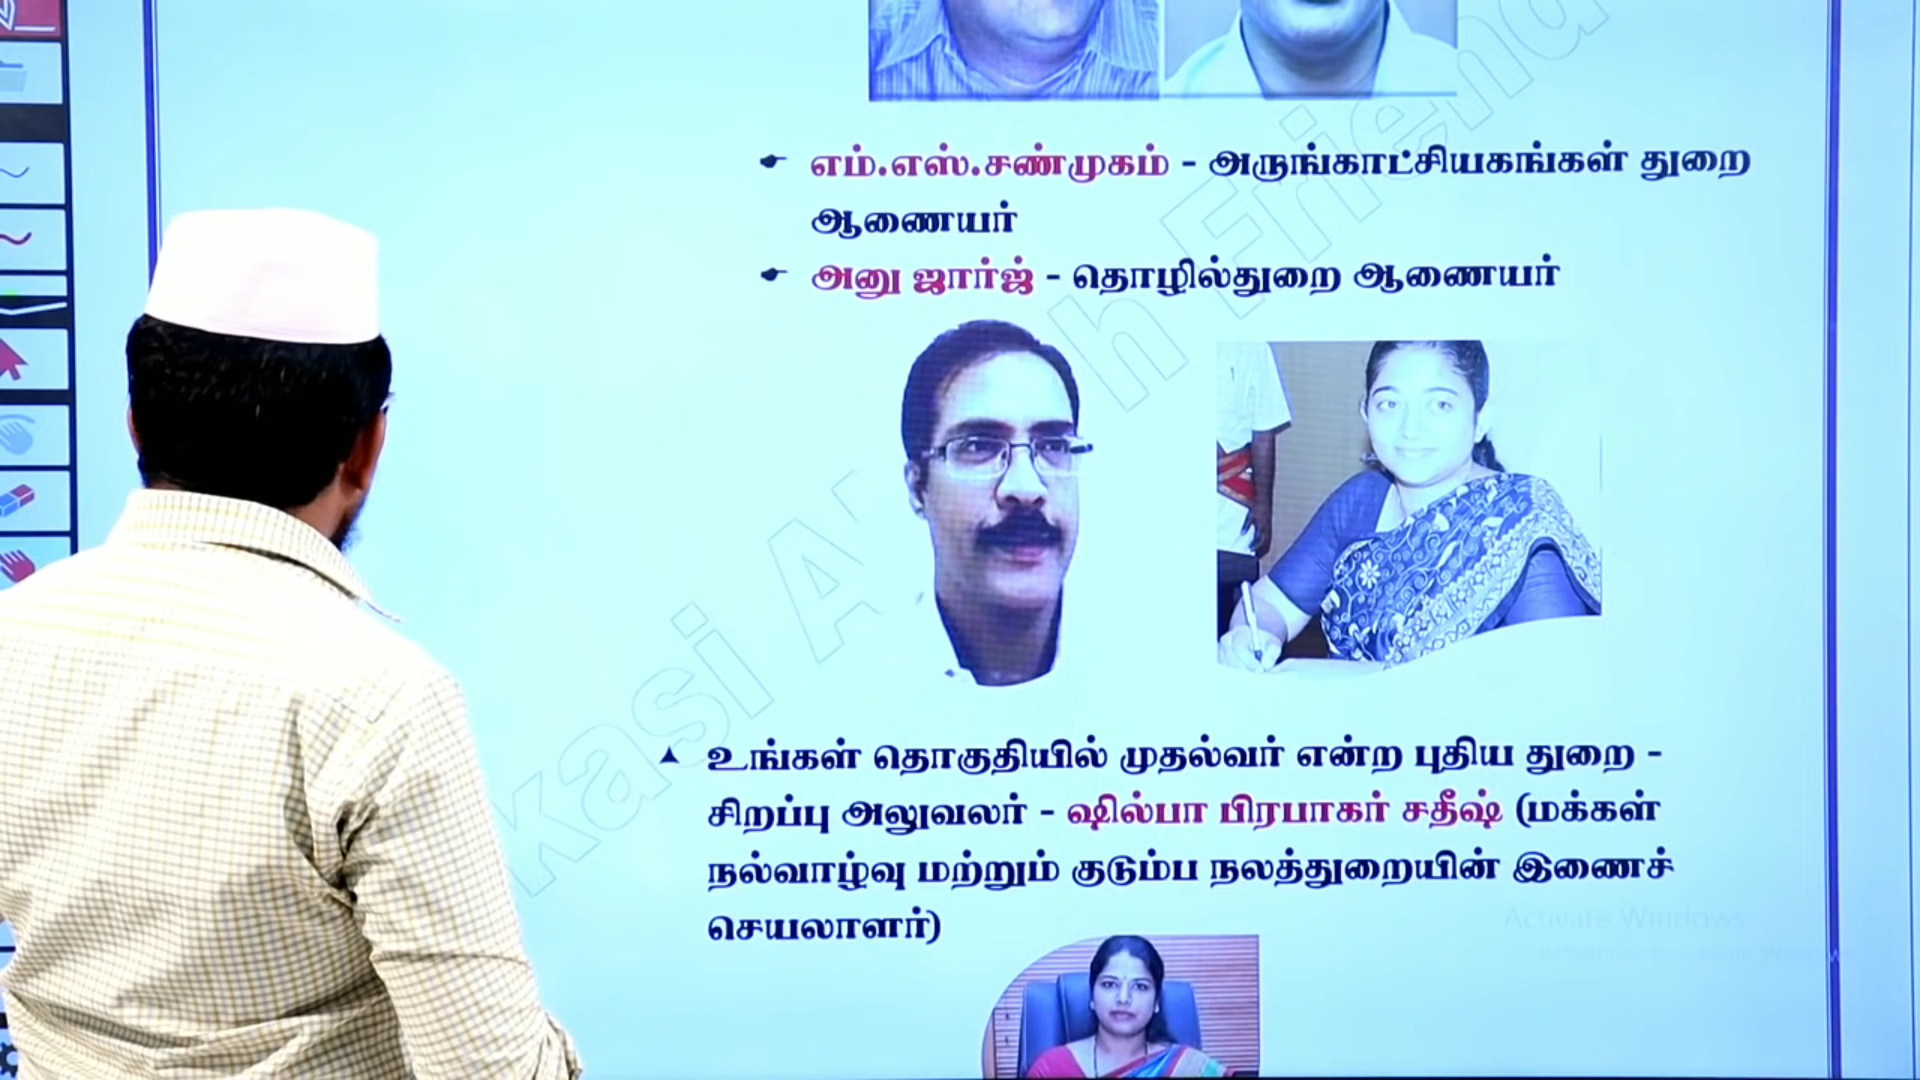 எம்.எஸ்.சண்முகம் - அருங்காட்சியகங்கள் துறை
ஆணையர்
அனு ஜார்ஜ் - தொழில்துறை ஆணையர்
உங்கள் தொகுதியில் முதல்வர் என்ற புதிய துறை -
சிறப்பு அலுவலர் - ஷில்பா பிரபாகர் சதீஷ் (மக்கள்
நல்வாழ்வு மற்றும் குடும்ப நலத்துறையின் இணைச்
செயலாளர்)
Activate Windows